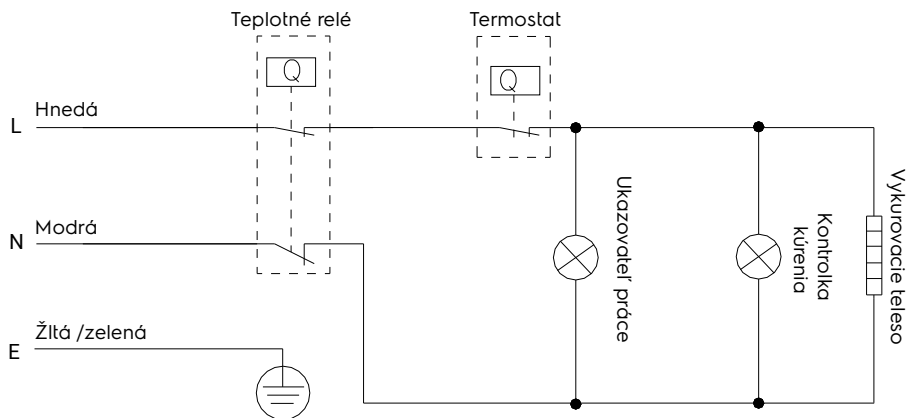 Teplotné relé
Termostat
Q
Q
L
Hnedá
N
Modrá
E
Žltá /zelená
Ukazovateľ práce
Kontrolka
kúrenia
Vykurovacie teleso